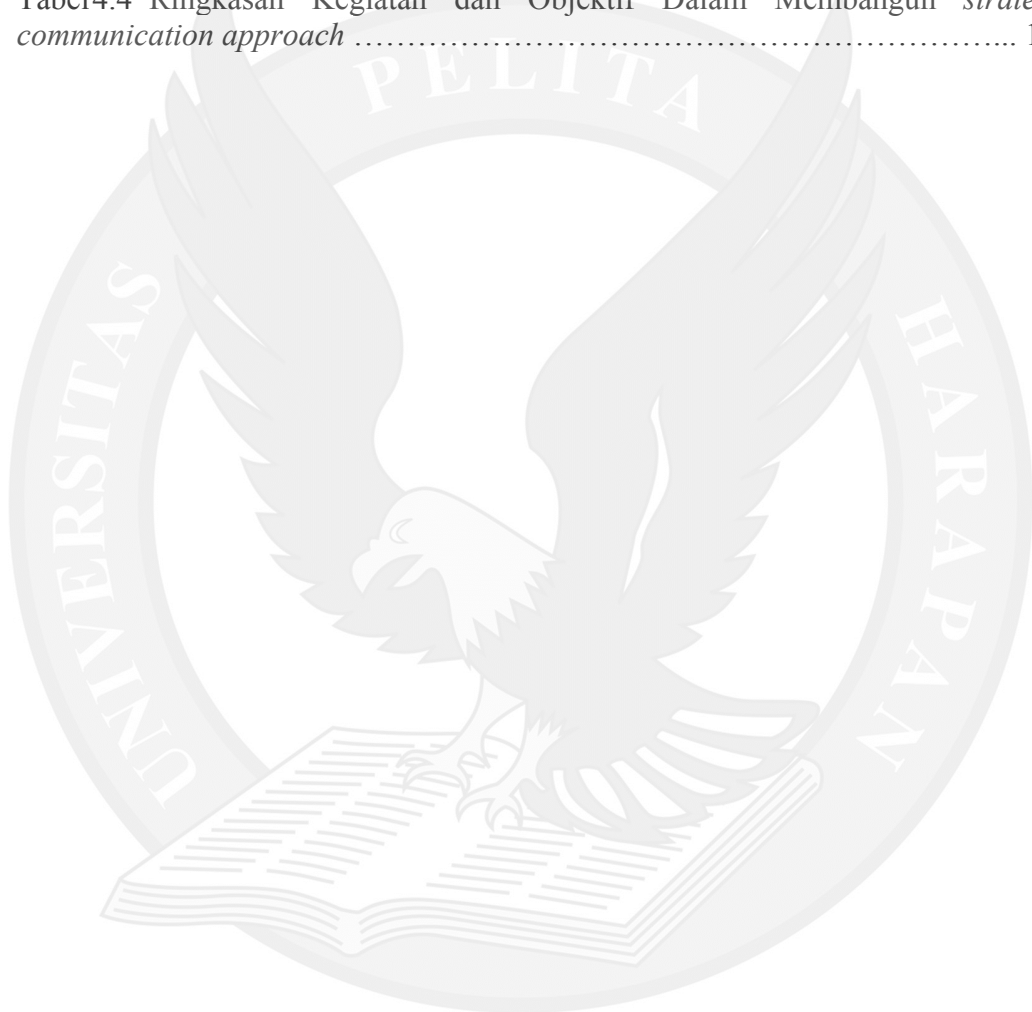 Tabel4.4 Ringkasan Kegiatan dan Objektif Dalam Membangun
communication approach ………………………………………………………...
PELITA
UNIVERSITAS
HARAPAN